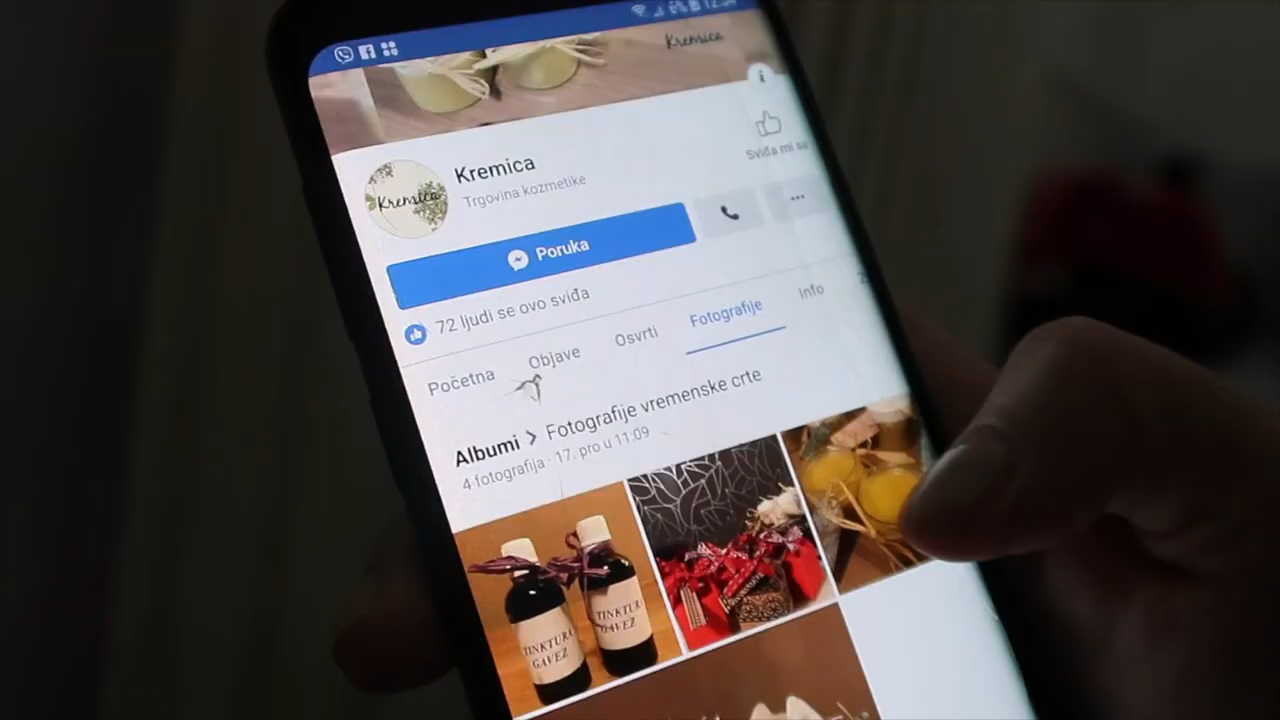 Kremica
Kremica
Kremica
Trgovina kozmetike
Sviđa mi se
Poruka
72 ljudi se ovo sviđa
Početna
Objave
Osvrti
Fotografije
Info
Albumi > Fotografije vremenske crte
4 fotografija · 17. pro u 11:09
TINKTURA
GAVEZ
TINKTURA
GAVEZ